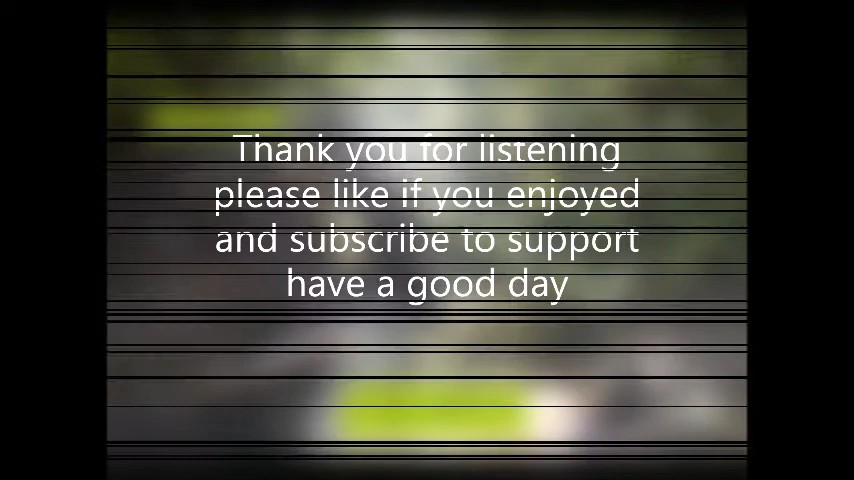 Thank you for listening
please like if you enjoyed
and subscribe to support
have a good day